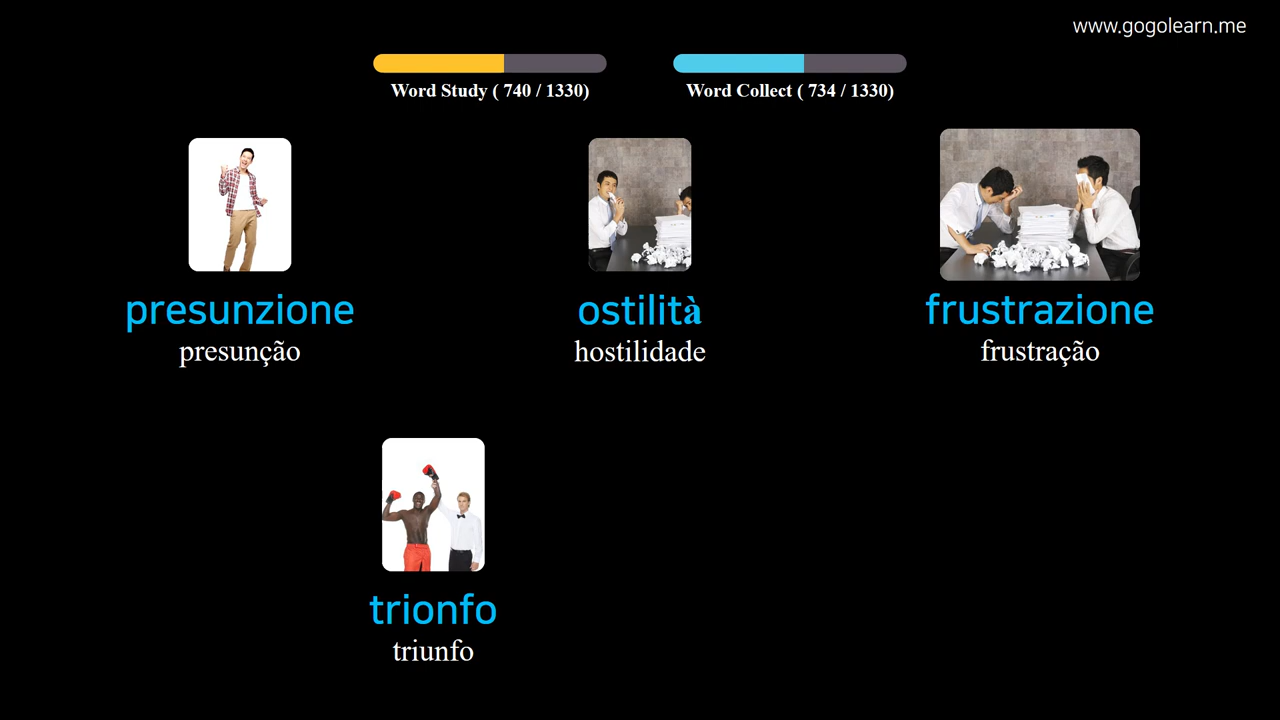 www.gogolearn.me
Word Study ( 740 / 1330)
Word Collect ( 734 / 1330)
presunzione
presunção
ostilità
hostilidade
frustrazione
frustração
trionfo
triunfo